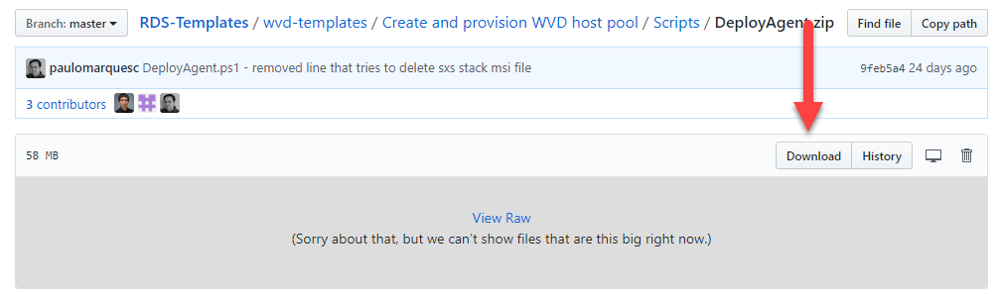 Branch: master RDS-Templates / wvd-templates / Create and provision WVD host pool / Scripts / DeployAgent.zip Find file Copy path
paulomarquesc DeployAgent.ps1 - removed line that tries to delete sxs stack msi file 9feb5a4 24 days ago
3 contributors
58 MB Download History
View Raw
(Sorry about that, but we can't show files that are this big right now.)